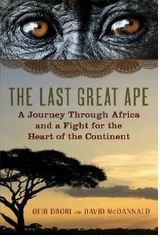 THE LAST GREAT APE
A Journey Through Africa
and a Fight for the
Heart of the Continent
OFIR DRORI AND DAVID McDANNALD